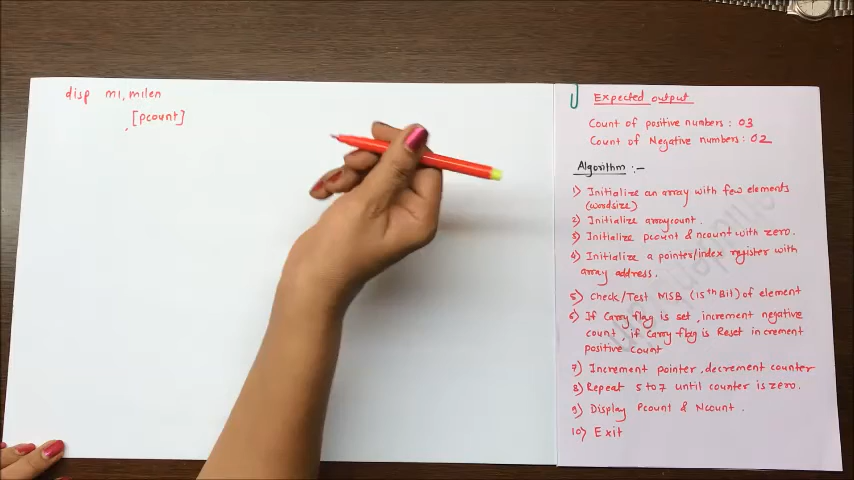 disp m1, m1len
[pcount]
Expected output
Count of positive numbers : 03
Count of Negative numbers : 02
Algorithm :-
1) Initialize an array with few elements
(wordsize)
2) Initialize arraycount.
3) Initialize pcount & ncount with zero.
4) Initialize a pointer/index register with
array address.
5) Check/Test MSB (15th Bit) of element
6) If Carry flag is set, increment negative
count. if Carry flag is Reset increment
positive count
7) Increment pointer, decrement counter
8) Repeat 5 to 7 until counter is zero.
9) Display Pcount & Ncount.
10) Exit